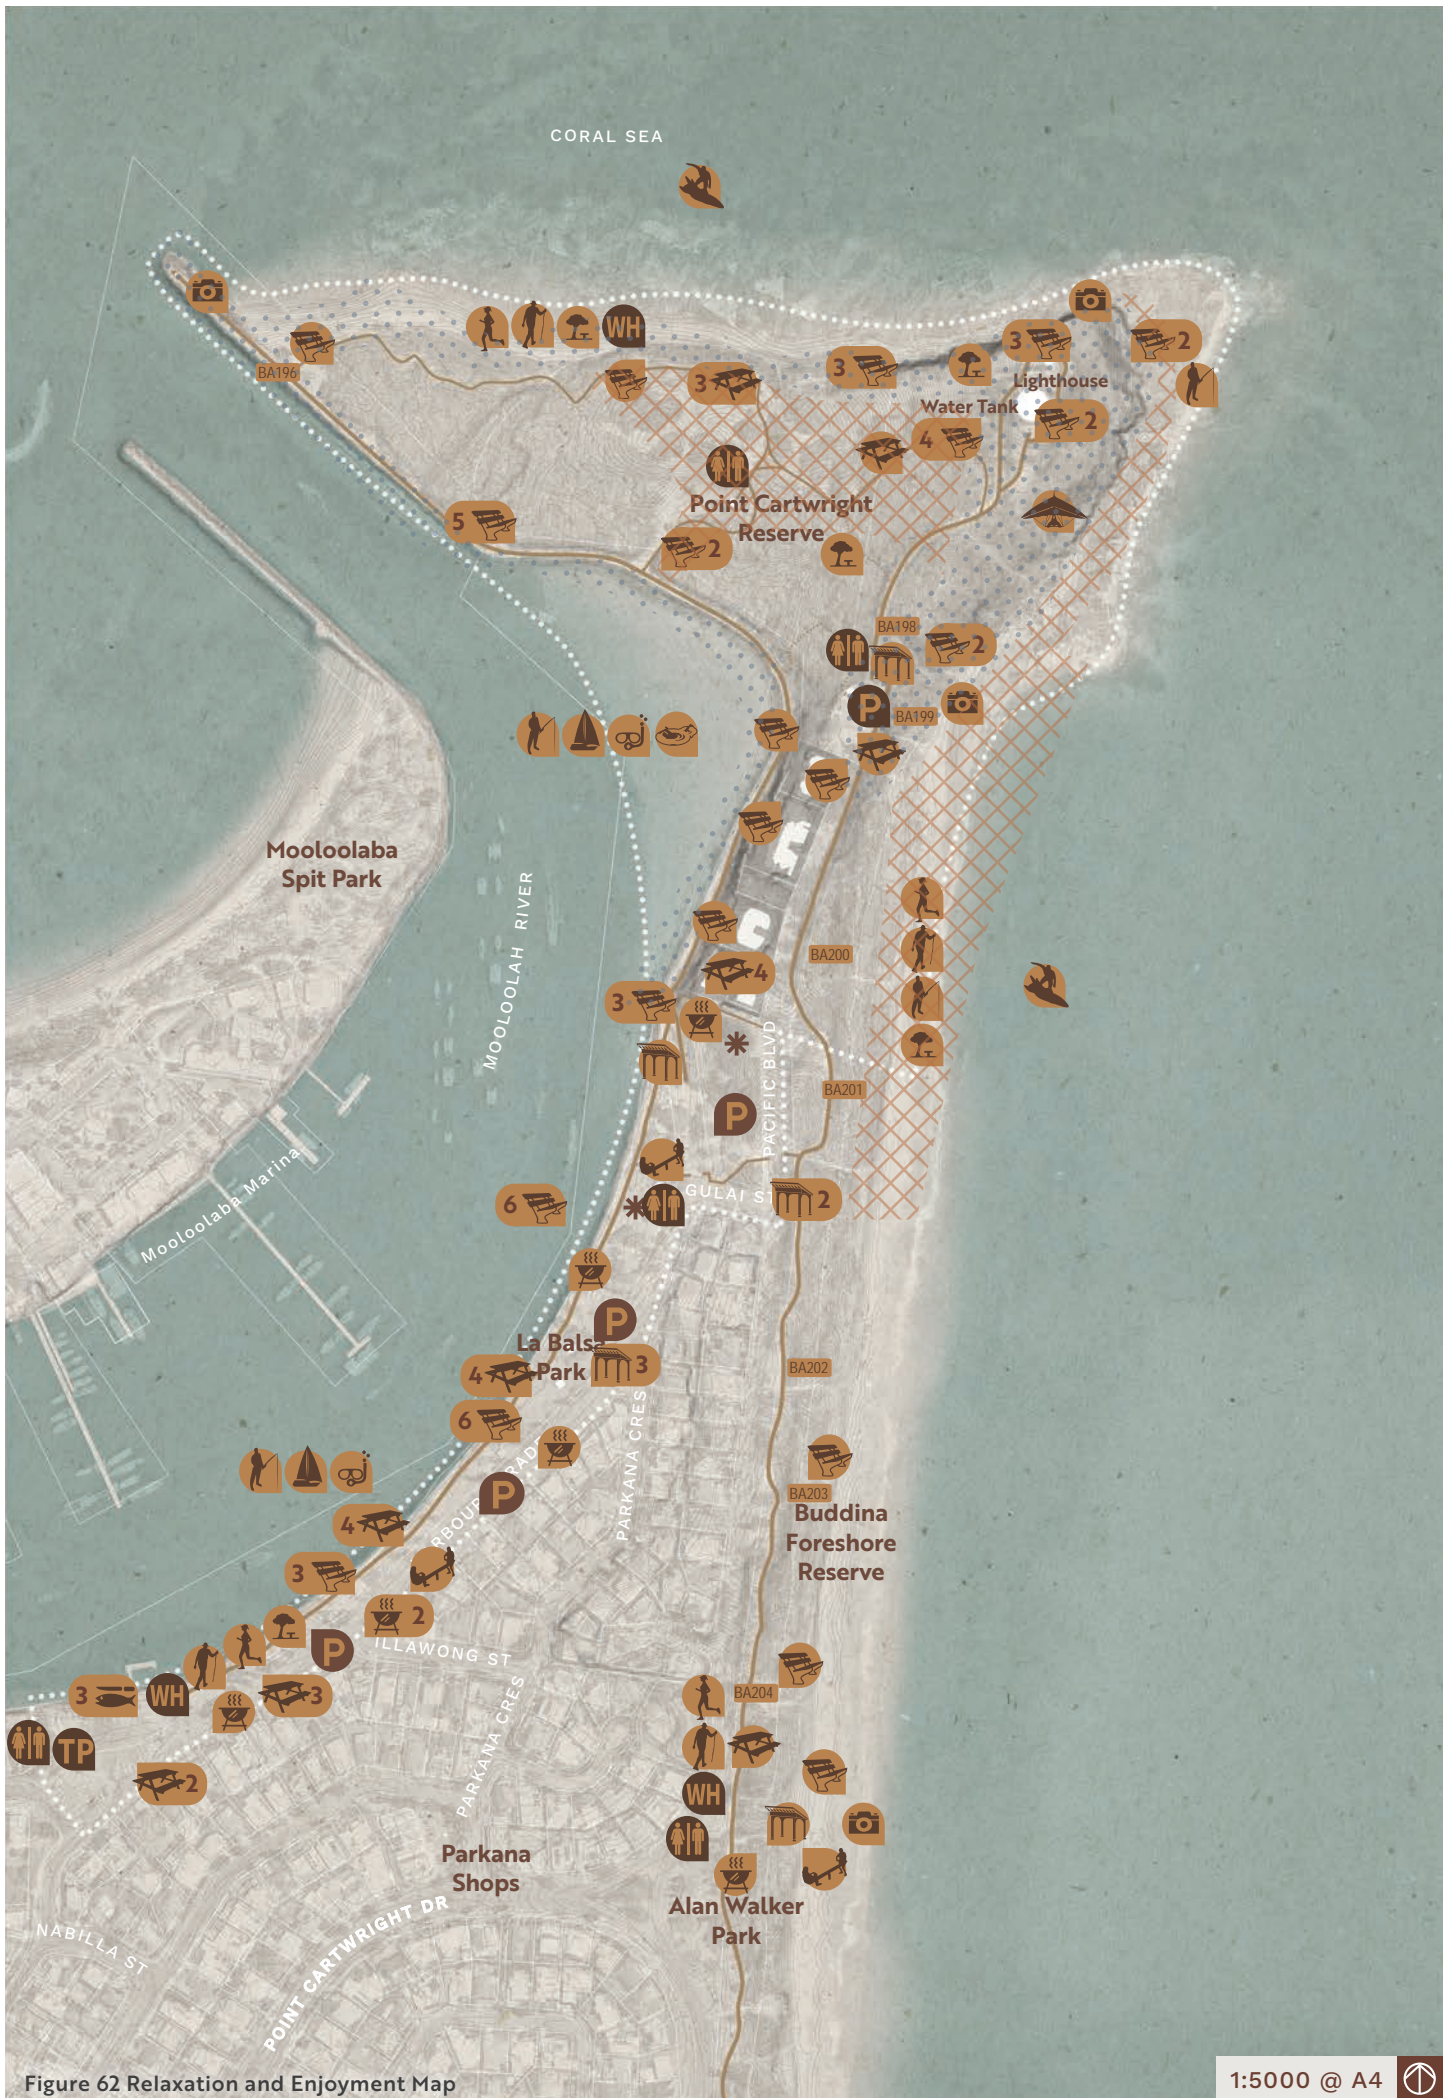 CORAL SEA
WH
BA196
3
3
3
2
Lighthouse
Water Tank
2
4
Point Cartwright
Reserve
5
2
BA198
2
P
BA199
Mooloolaba
Spit Park
MOOLOOLAH RIVER
BA200
4
3
PACIFIC BLVD
BA201
P
Mooloolaba Marina
6
GULAI ST
2
P
La Balsa
Park
3
4
BA202
6
PARKANA CRES
P
BA203
Buddina
Foreshore
Reserve
4
3
2
P
ILLAWONG ST
3
WH
3
BA204
TP
2
PARKANA CRES
WH
Parkana
Shops
Alan Walker
Park
NABILLA ST
POINT CARTWRIGHT DR
Figure 62 Relaxation and Enjoyment Map
1:5000 @ A4